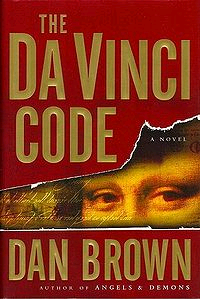 THE
DA VINCI
CODE
A NOVEL
DAN BROWN
AUTHOR OF ANGELS & DEMONS